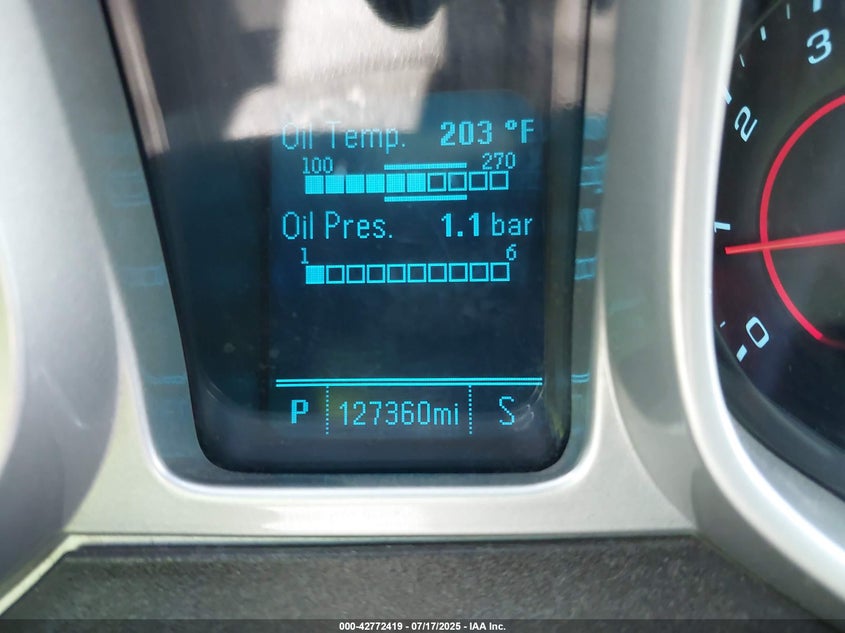 Oil Temp. 203 °F
100 270
Oil Pres. 1.1 bar
1 6
P 127360mi S
3
2
1
0
000-42772419 - 07/17/2025 - IAA Inc.